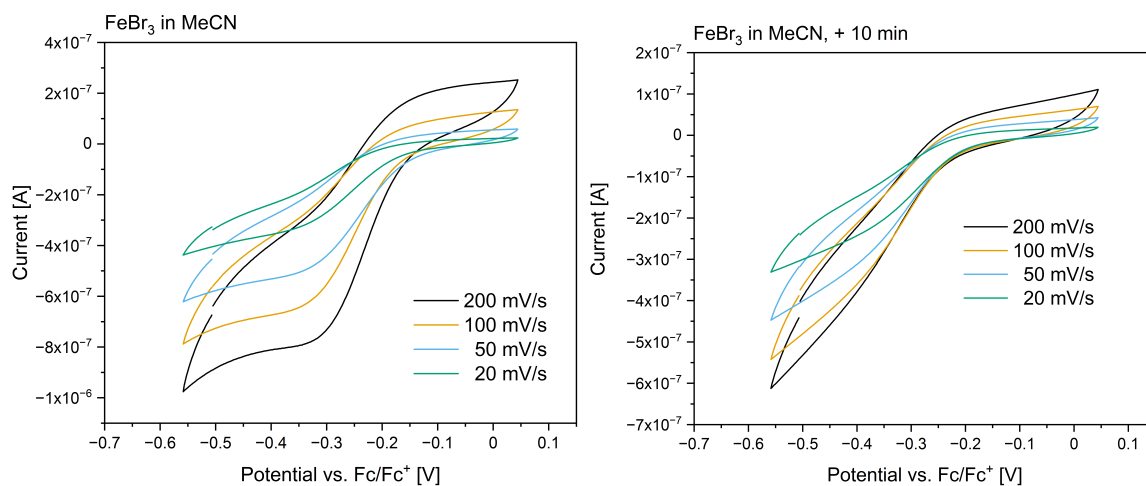 FeBr₃ in MeCN
4x10⁻⁷
2x10⁻⁷
0
−2x10⁻⁷
−4x10⁻⁷
−6x10⁻⁷
−8x10⁻⁷
−1x10⁻⁶
Current [A]
200 mV/s
100 mV/s
50 mV/s
20 mV/s
−0.7 −0.6 −0.5 −0.4 −0.3 −0.2 −0.1 0 0.1
Potential vs. Fc/Fc⁺ [V]
FeBr₃ in MeCN, + 10 min
2x10⁻⁷
1x10⁻⁷
0
−1x10⁻⁷
−2x10⁻⁷
−3x10⁻⁷
−4x10⁻⁷
−5x10⁻⁷
−6x10⁻⁷
−7x10⁻⁷
Current [A]
200 mV/s
100 mV/s
50 mV/s
20 mV/s
−0.7 −0.6 −0.5 −0.4 −0.3 −0.2 −0.1 0 0.1
Potential vs. Fc/Fc⁺ [V]